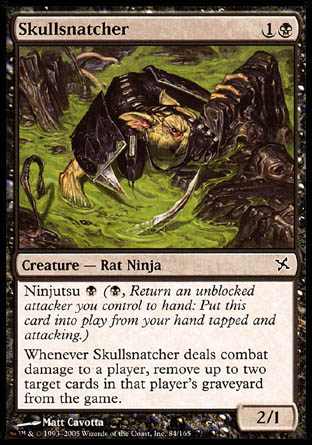 Skullsnatcher 1
Creature — Rat Ninja
Ninjutsu (, Return an unblocked
attacker you control to hand: Put this
card into play from your hand tapped and
attacking.)
Whenever Skullsnatcher deals combat
damage to a player, remove up to two
target cards in that player's graveyard
from the game.
Matt Cavotta
™ & © 1993–2005 Wizards of the Coast, Inc. 84/165
2/1